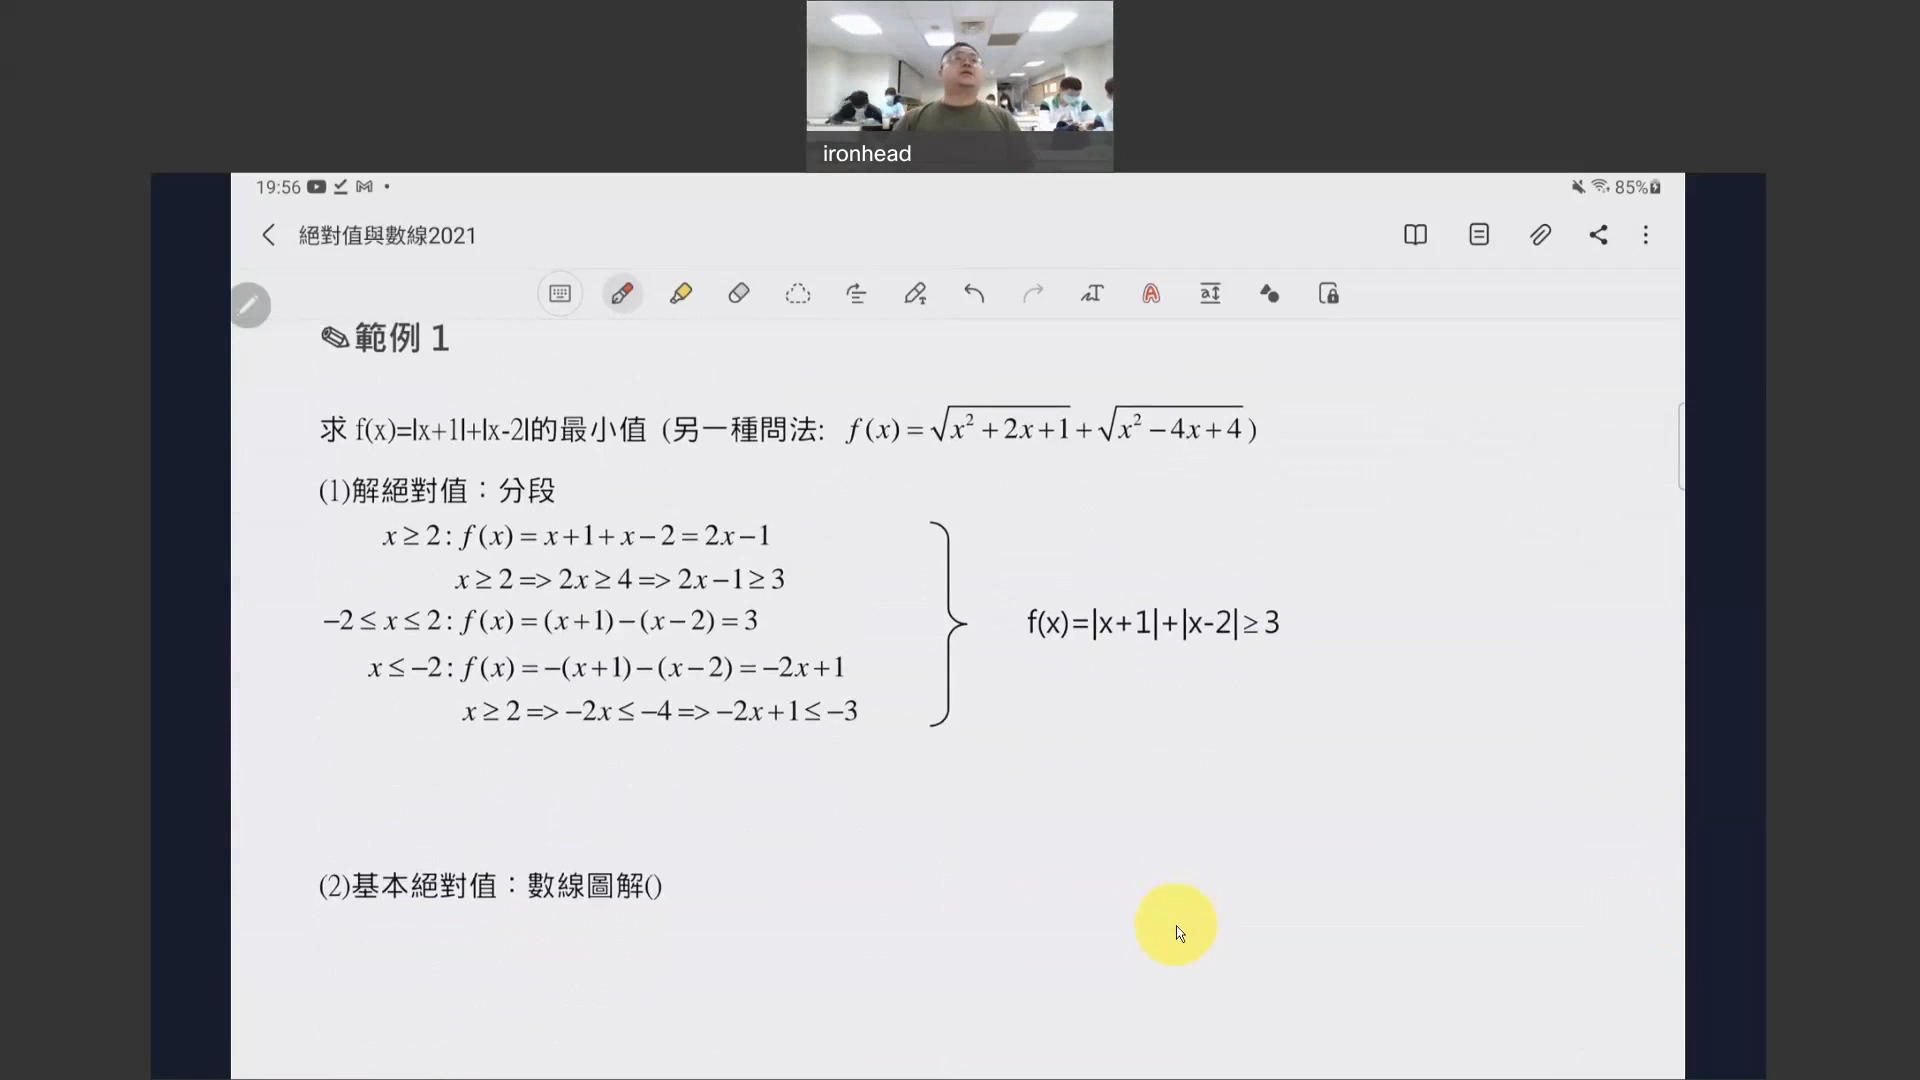 ironhead
19:56
85%
絕對值與數線2021
範例 1
求 f(x)=|x+1|+|x-2|的最小值 (另一種問法: f(x)=√(x²+2x+1)+√(x²−4x+4))
(1)解絕對值：分段
x≥2: f(x)=x+1+x−2=2x−1
x≥2=>2x≥4=>2x−1≥3
−2≤x≤2: f(x)=(x+1)−(x−2)=3
x≤−2: f(x)=−(x+1)−(x−2)=−2x+1
x≥2=>−2x≤−4=>−2x+1≤−3
f(x)=|x+1|+|x-2|≥3
(2)基本絕對值：數線圖解()